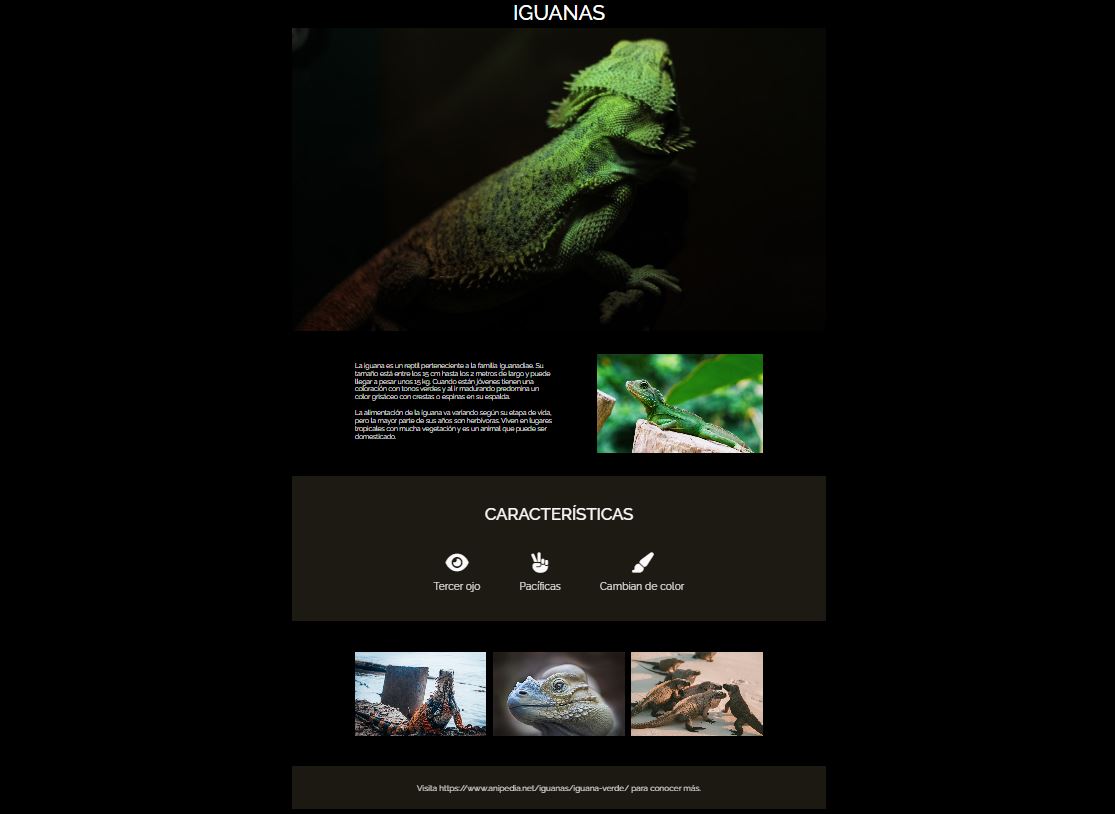 IGUANAS
La iguana es un reptil perteneciente a la familia Iguanadiae. Su
tamaño está entre los 15 cm hasta los 2 metros de largo y puede
llegar a pesar unos 15 kg. Cuando están jóvenes tienen una
coloración con tonos verdes y al ir madurando predomina un
color grisáceo con crestas o espinas en su espalda.
La alimentación de la iguana va variando según su etapa de vida,
pero la mayor parte de sus años son herbívoras. Viven en lugares
tropicales con mucha vegetación y es un animal que puede ser
domesticado.
CARACTERÍSTICAS
Tercer ojo
Pacíficas
Cambian de color
Visita https://www.anipedia.net/iguanas/iguana-verde/ para conocer más.